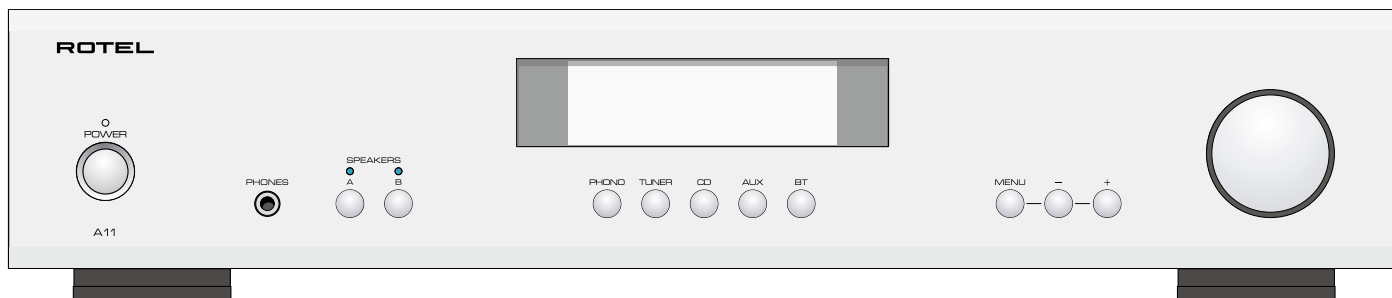 ROTEL
POWER
SPEAKERS
PHONES A B PHONO TUNER CD AUX BT MENU – +
A11